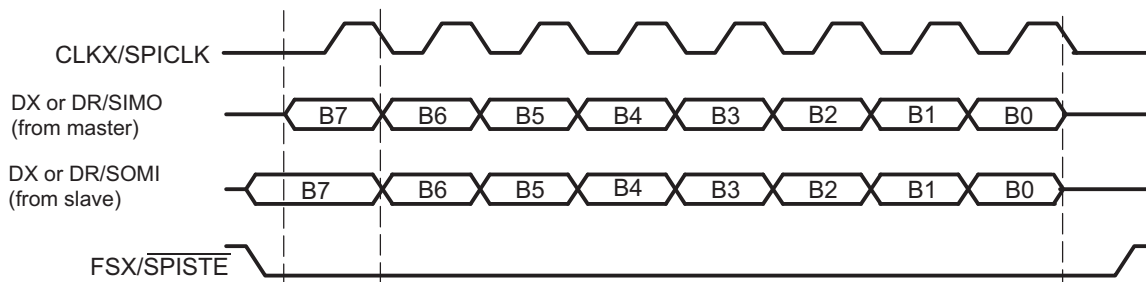 CLKX/SPICLK
DX or DR/SIMO
(from master)
B7 B6 B5 B4 B3 B2 B1 B0
DX or DR/SOMI
(from slave)
B7 B6 B5 B4 B3 B2 B1 B0
FSX/SPISTE